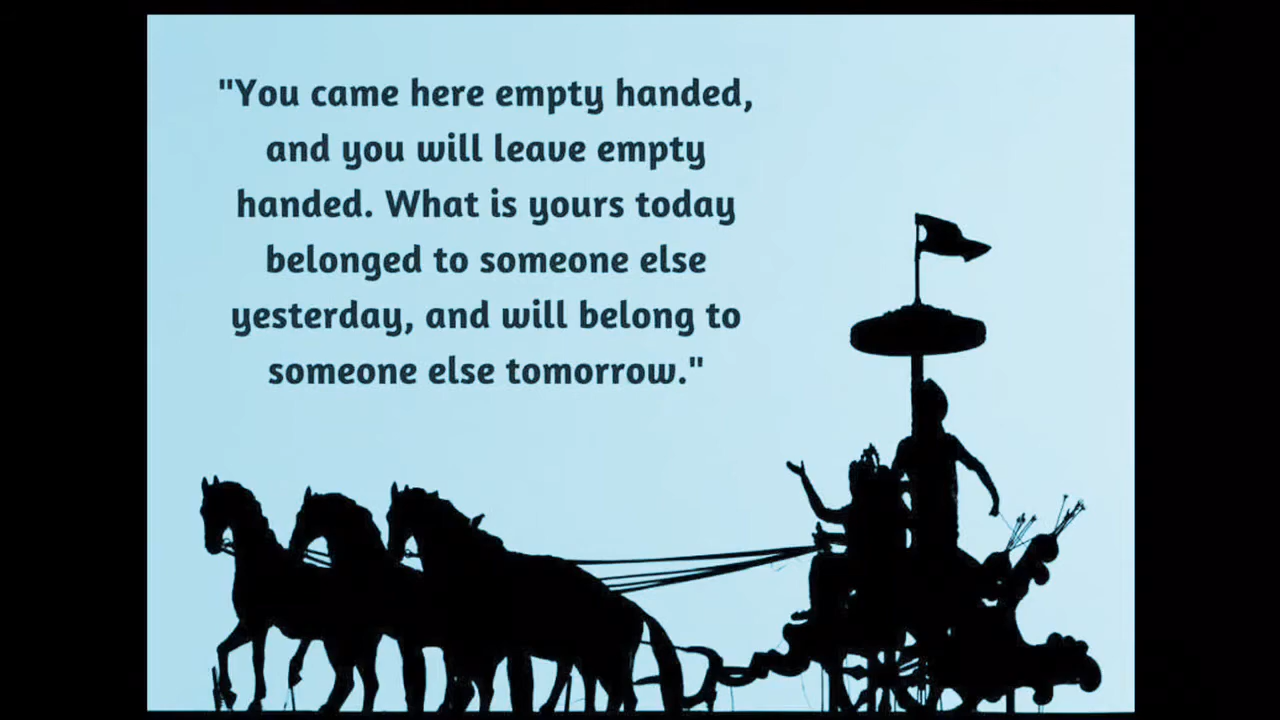 "You came here empty handed,
and you will leave empty
handed. What is yours today
belonged to someone else
yesterday, and will belong to
someone else tomorrow."